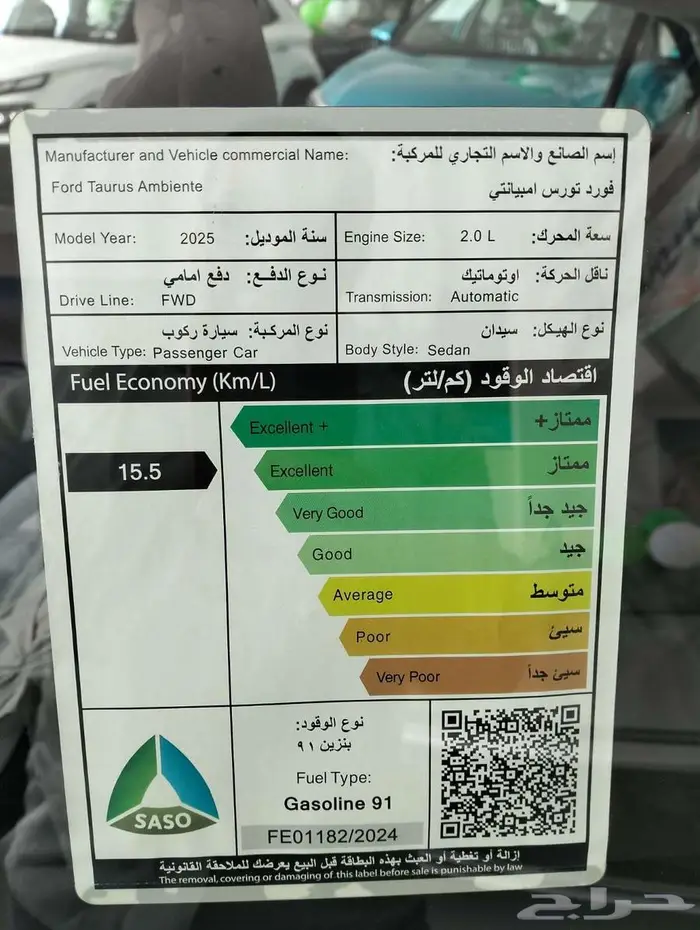 Manufacturer and Vehicle commercial Name: إسم الصانع والاسم التجاري للمركبة:
Ford Taurus Ambiente فورد تورس امبيانتي
Model Year: 2025 سنة الموديل:
Engine Size: 2.0 L سعة المحرك:
نوع الدفع: دفع امامي
Drive Line: FWD
ناقل الحركة: اوتوماتيك
Transmission: Automatic
نوع المركبة: سيارة ركوب
Vehicle Type: Passenger Car
نوع الهيكل: سيدان
Body Style: Sedan
Fuel Economy (Km/L) اقتصاد الوقود (كم/لتر)
Excellent + ممتاز+
15.5
Excellent ممتاز
Very Good جيد جداً
Good جيد
Average متوسط
Poor سيئ
Very Poor سيئ جداً
SASO
نوع الوقود:
بنزين ٩١
Fuel Type:
Gasoline 91
FE01182/2024
إزالة أو تغطية أو العبث بهذه البطاقة قبل البيع يعرضك للملاحقة القانونية
The removal, covering or damaging of this label before sale is punishable by law
حراج